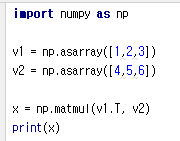 import numpy as np
v1 = np.asarray([1,2,3])
v2 = np.asarray([4,5,6])
x = np.matmul(v1.T, v2)
print(x)